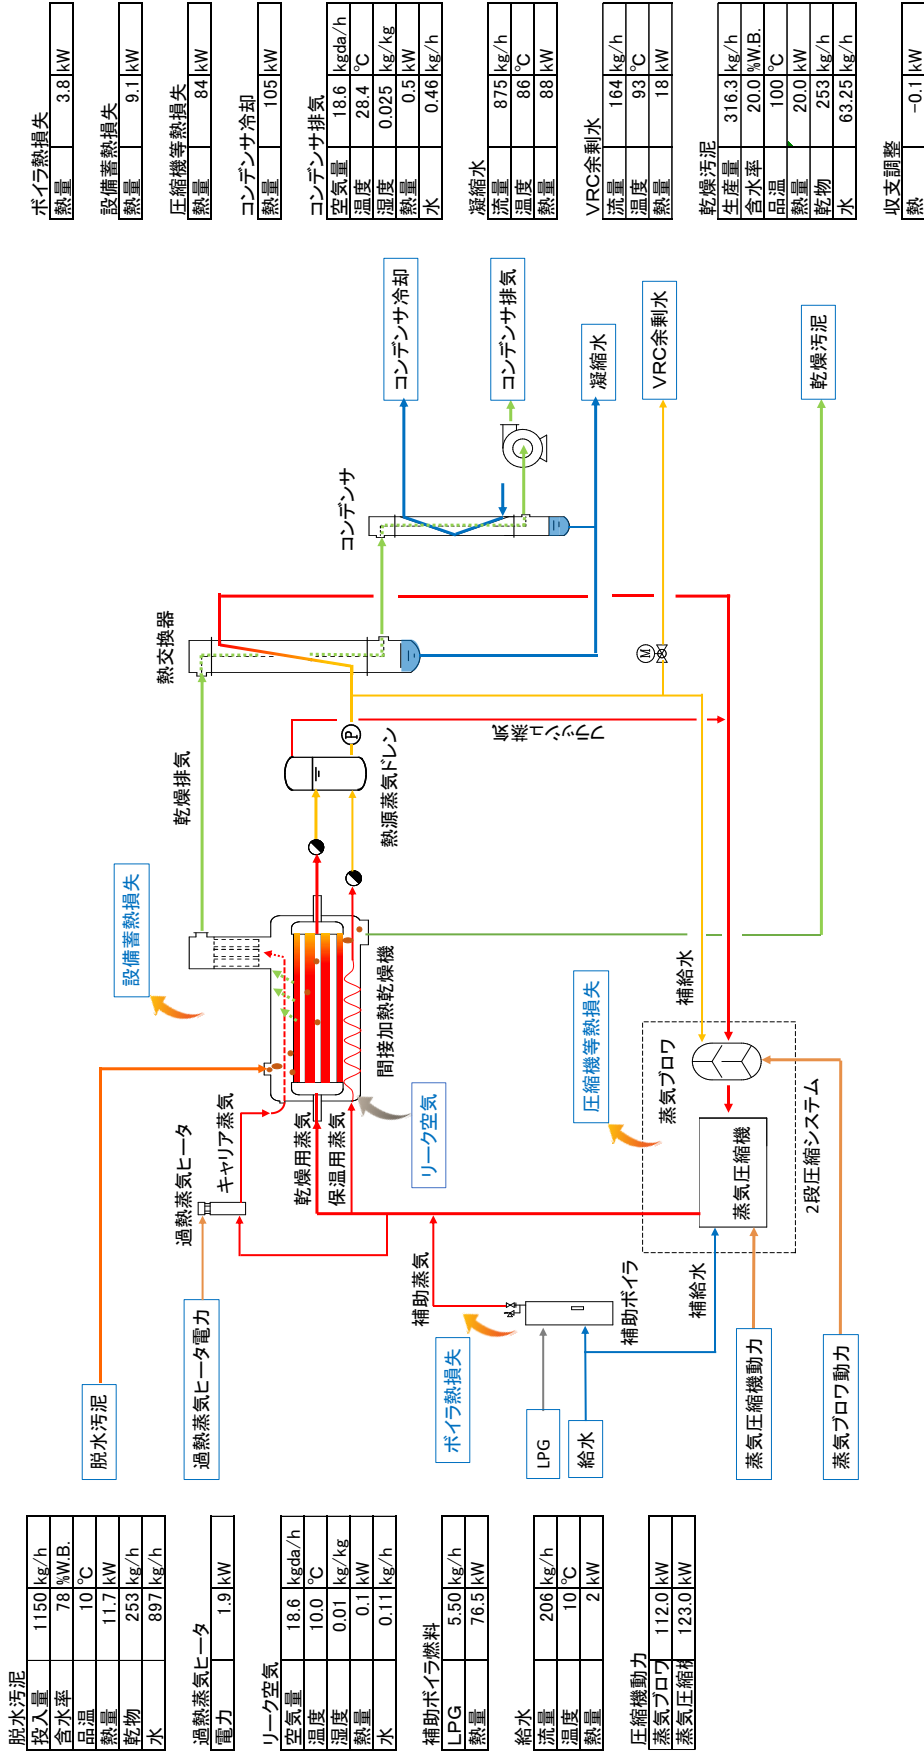 脱水汚泥
投入量 1150 kg/h
含水率 78 %W.B.
品温 10 ℃
熱量 11.7 kW
乾物 253 kg/h
水 897 kg/h
過熱蒸気ヒータ
電力 1.9 kW
リーク空気
空気量 18.6 kgda/h
温度 10.0 ℃
湿度 0.01 kg/kg
熱量 0.1 kW
水 0.11 kg/h
補助ボイラ燃料
LPG 5.50 kg/h
熱量 76.5 kW
給水
流量 206 kg/h
温度 10 ℃
熱量 2 kW
圧縮機動力
蒸気ブロワ 112.0 kW
蒸気圧縮機 123.0 kW
脱水汚泥
過熱蒸気ヒータ電力
LPG
給水
蒸気圧縮機動力
蒸気ブロワ動力
過熱蒸気ヒータ
キャリア蒸気
乾燥用蒸気
保温用蒸気
補助蒸気
ボイラ熱損失
補助ボイラ
補給水
設備蓄熱損失
間接加熱乾燥機
リーク空気
圧縮機等熱損失
蒸気ブロワ
蒸気圧縮機
2段圧縮システム
補給水
乾燥排気
熱源蒸気ドレン
P
フラッシュ蒸気
熱交換器
M
コンデンサ
コンデンサ冷却
コンデンサ排気
凝縮水
VRC余剰水
乾燥汚泥
ボイラ熱損失
熱量 3.8 kW
設備蓄熱損失
熱量 9.1 kW
圧縮機等熱損失
熱量 84 kW
コンデンサ冷却
熱量 105 kW
コンデンサ排気
空気量 18.6 kgda/h
温度 28.4 ℃
湿度 0.025 kg/kg
熱量 0.5 kW
水 0.46 kg/h
凝縮水
流量 875 kg/h
温度 86 ℃
熱量 88 kW
VRC余剰水
流量 164 kg/h
温度 93 ℃
熱量 18 kW
乾燥汚泥
生産量 316.3 kg/h
含水率 20.0 %W.B.
品温 100 ℃
熱量 20.0 kW
乾物 253 kg/h
水 63.25 kg/h
収支調整
熱 -0.1 kW